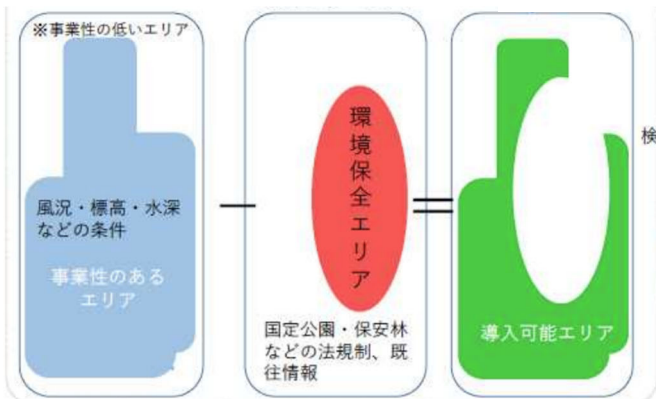 ※事業性の低いエリア
風況・標高・水深
などの条件
事業性のある
エリア
環境保全エリア
国定公園・保安林
などの法規制、既
往情報
導入可能エリア
検